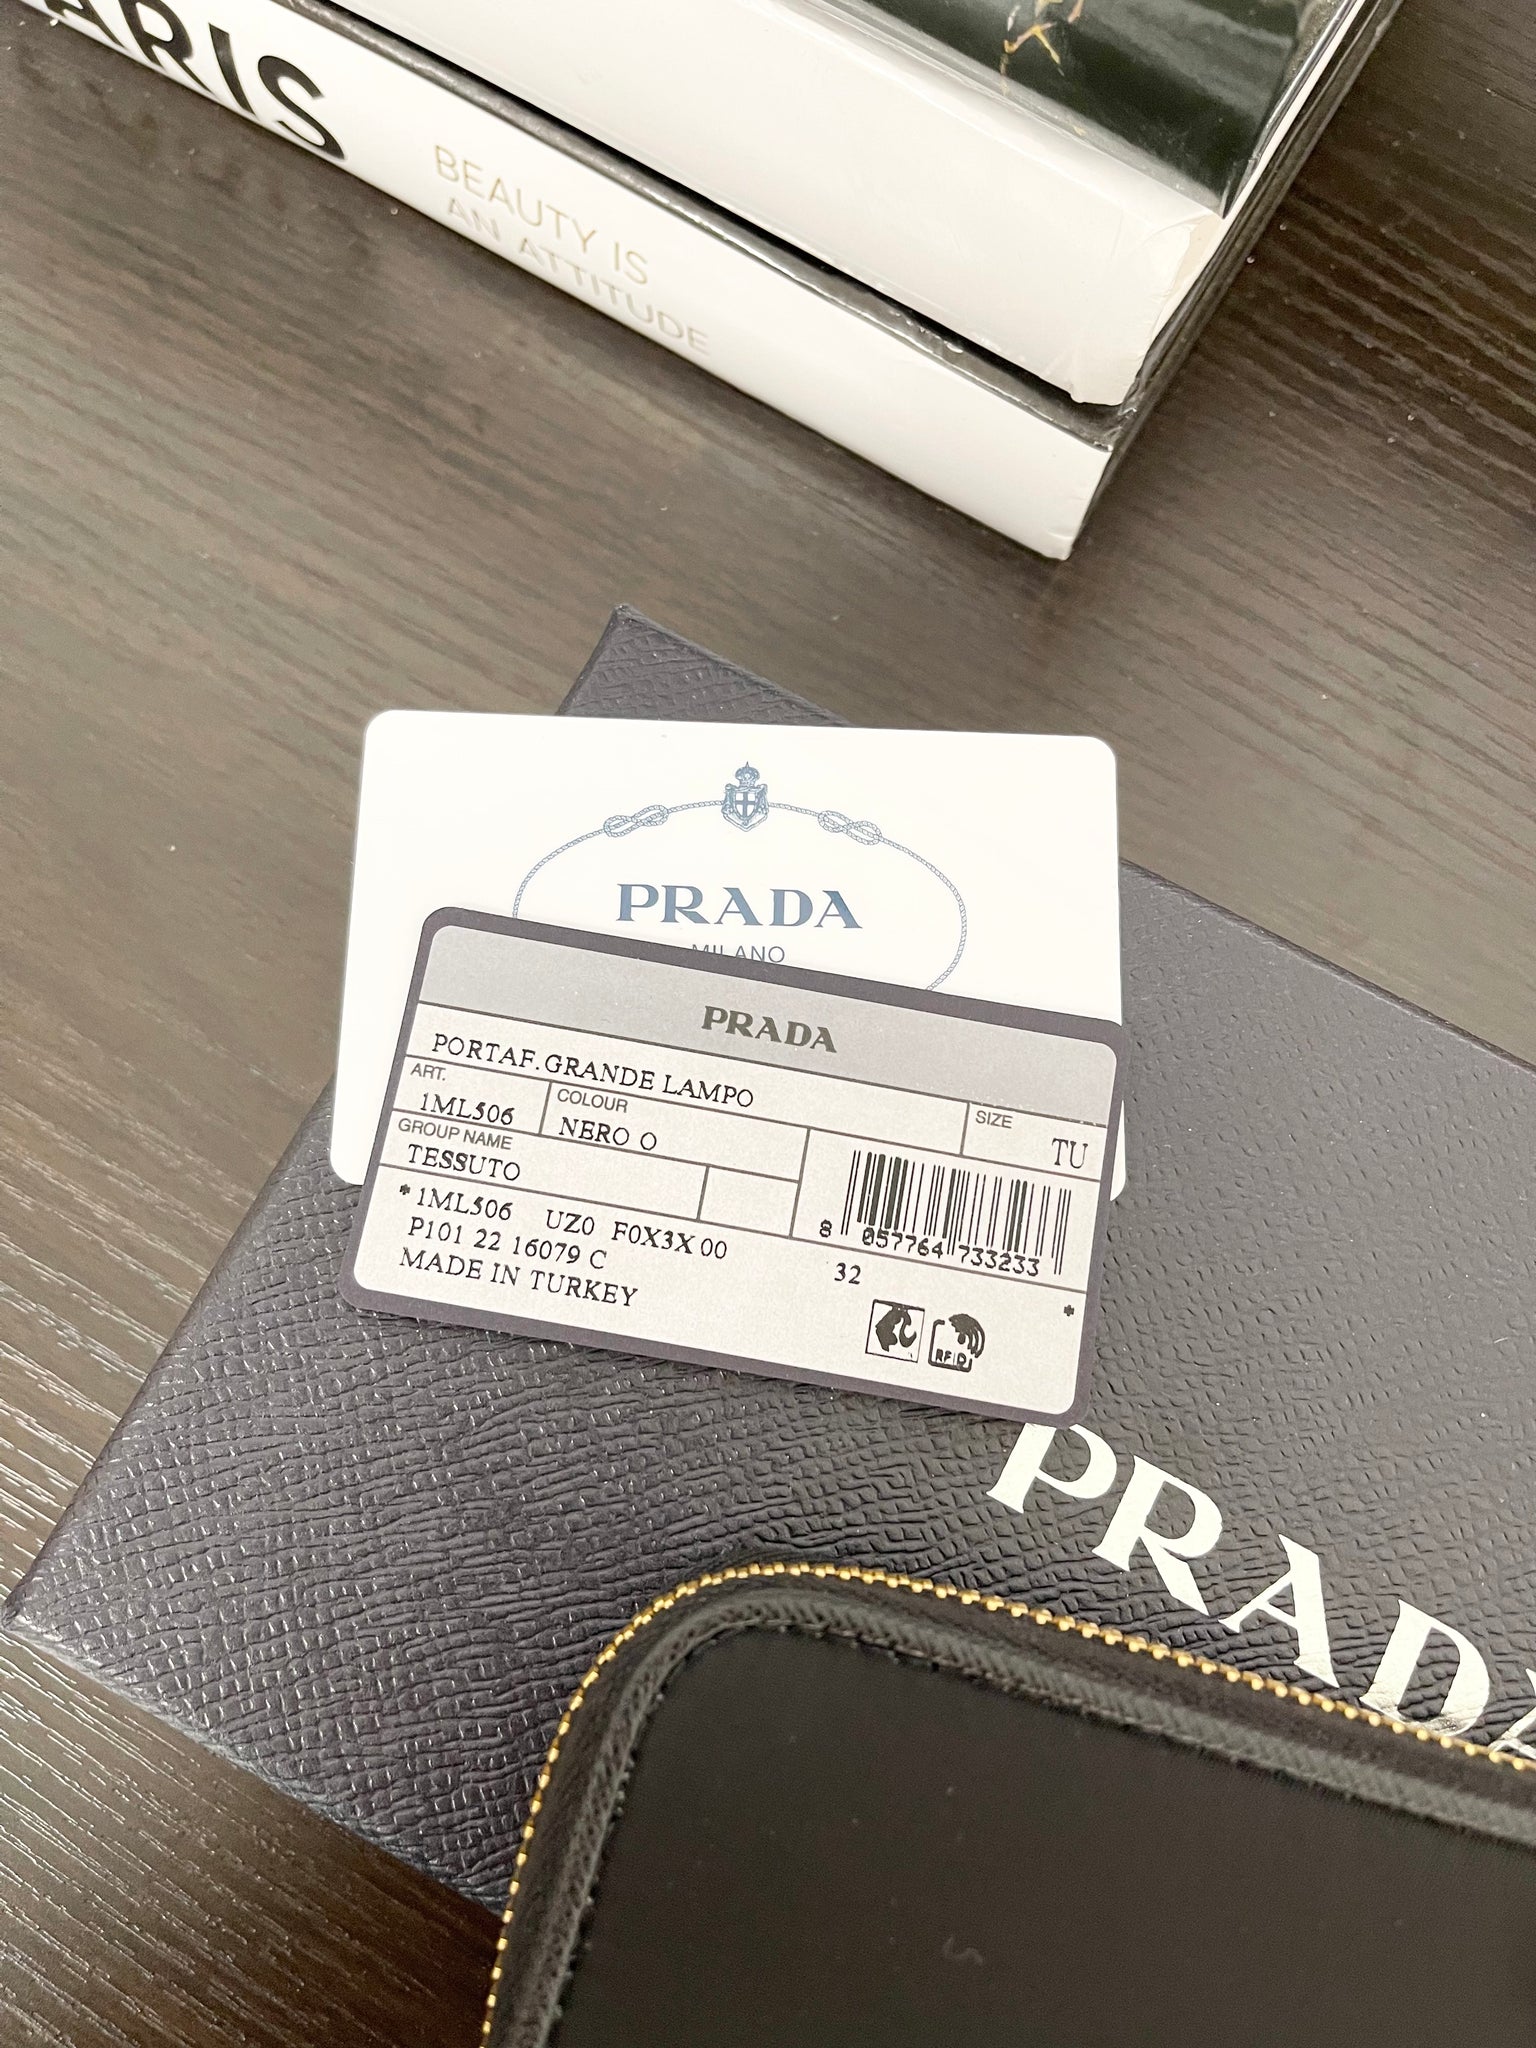 ARIS
BEAUTY IS
AN ATTITUDE
PRADA
MILANO
PRADA
PORTAF.GRANDE LAMPO
ART.
1ML506
COLOUR
NERO O
SIZE
TU
GROUP NAME
TESSUTO
* 1ML506 UZ0 F0X3X 00
P101 22 16079 C
MADE IN TURKEY
8 057764 733233
32
*
RFID
PRADA